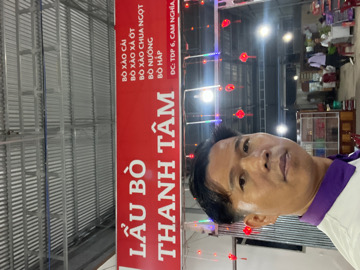 LẨU BÒ
THANH TÂM
BÒ XÀO CẢI
BÒ XÀO XẢ ỚT
BÒ XÀO CHUA NGỌT
BÒ NƯỚNG
BÒ HẤP
ĐC: TDP 6, CAM NGHĨA